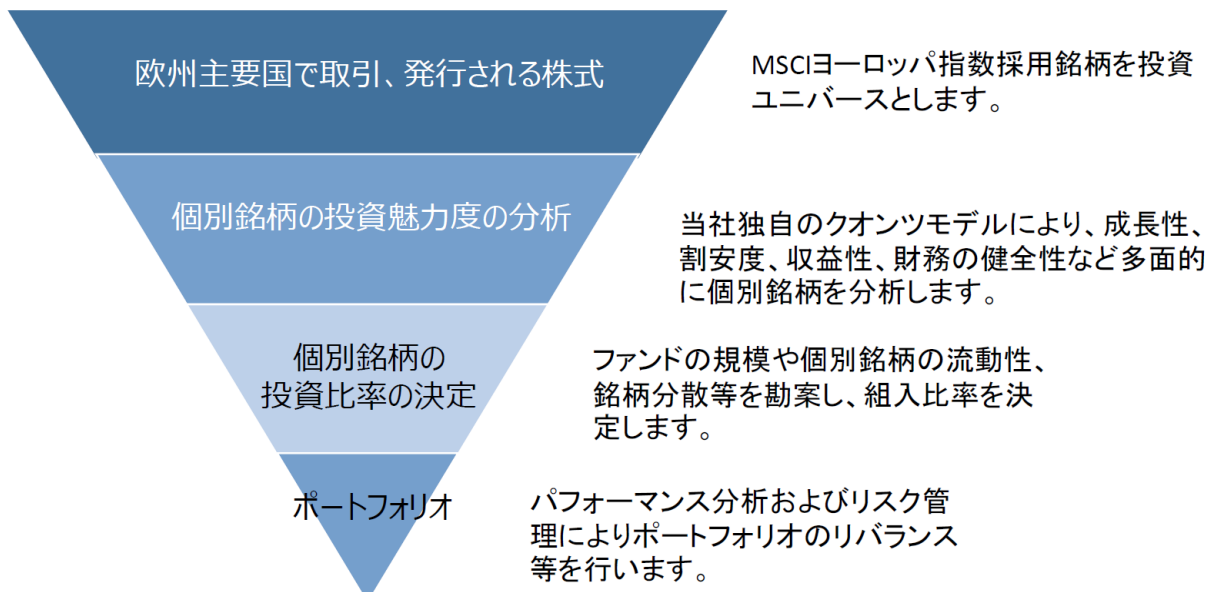 欧州主要国で取引、発行される株式
MSCIヨーロッパ指数採用銘柄を投資
ユニバースとします。
個別銘柄の投資魅力度の分析
当社独自のクオンツモデルにより、成長性、
割安度、収益性、財務の健全性など多面的
に個別銘柄を分析します。
個別銘柄の
投資比率の決定
ファンドの規模や個別銘柄の流動性、
銘柄分散等を勘案し、組入比率を決
定します。
ポートフォリオ
パフォーマンス分析およびリスク管
理によりポートフォリオのリバランス
等を行います。